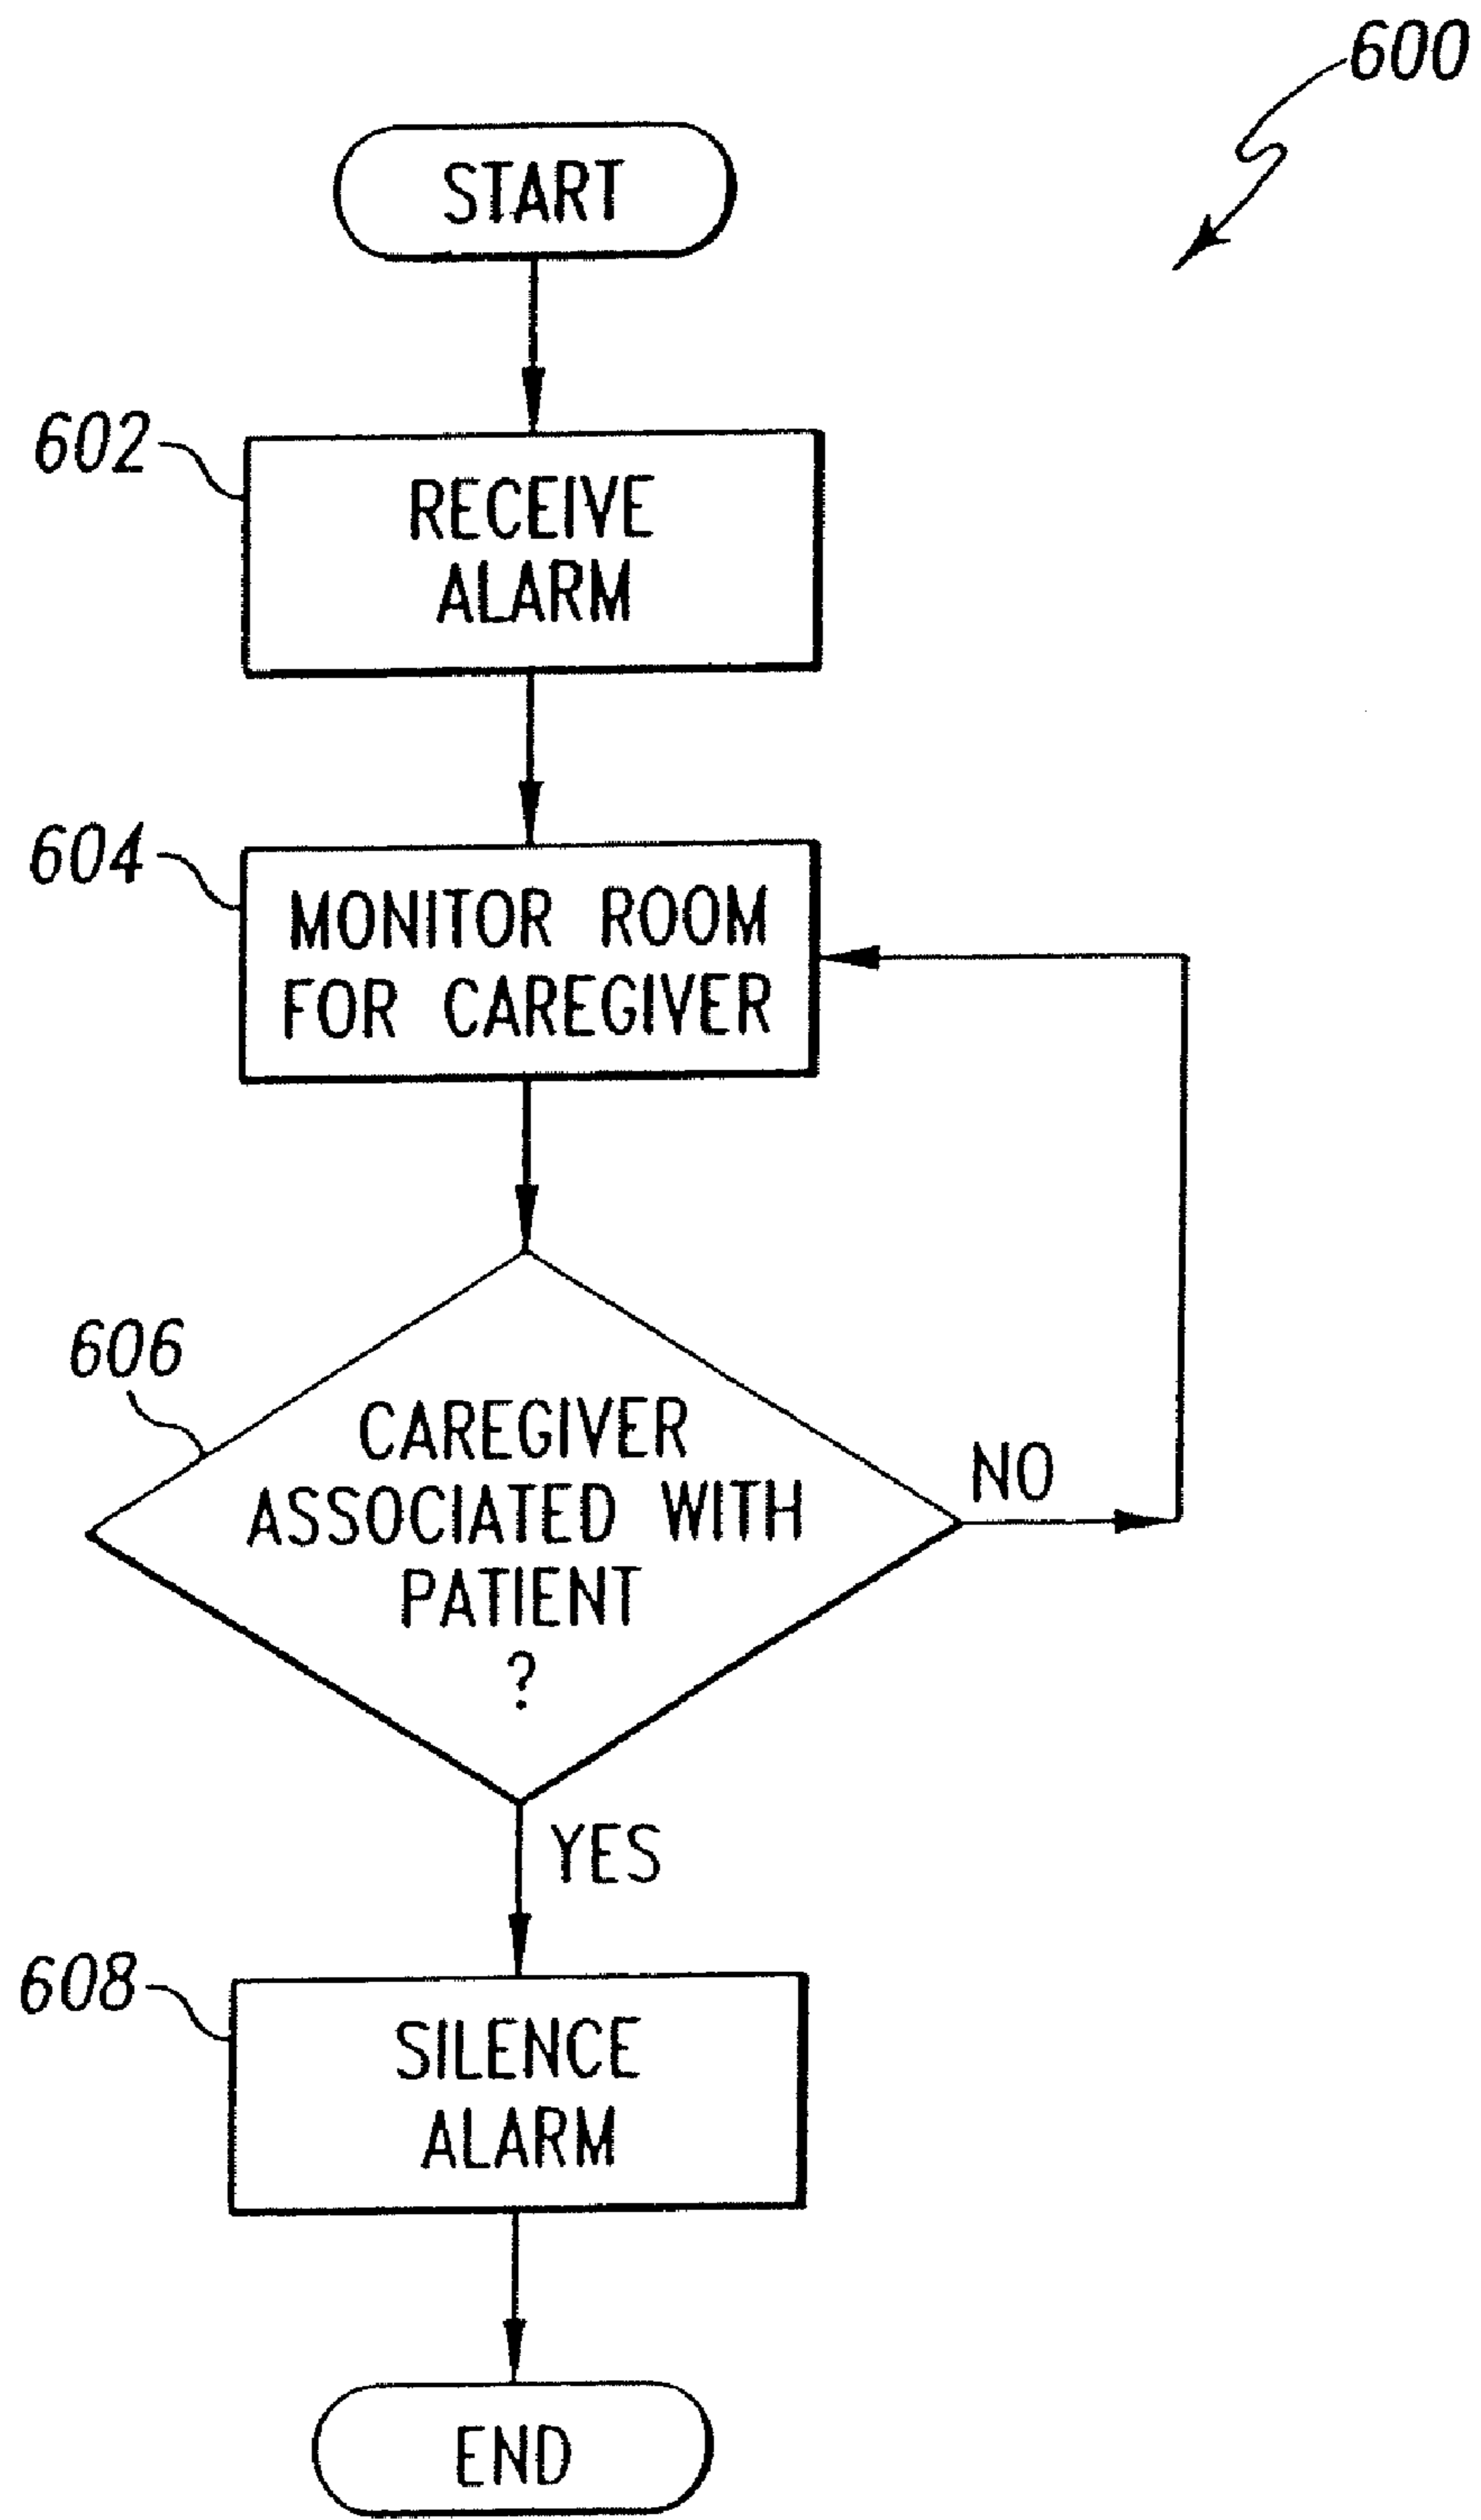 600
START
602
RECEIVE
ALARM
604
MONITOR ROOM
FOR CAREGIVER
606
CAREGIVER
ASSOCIATED WITH
PATIENT
?
NO
YES
608
SILENCE
ALARM
END